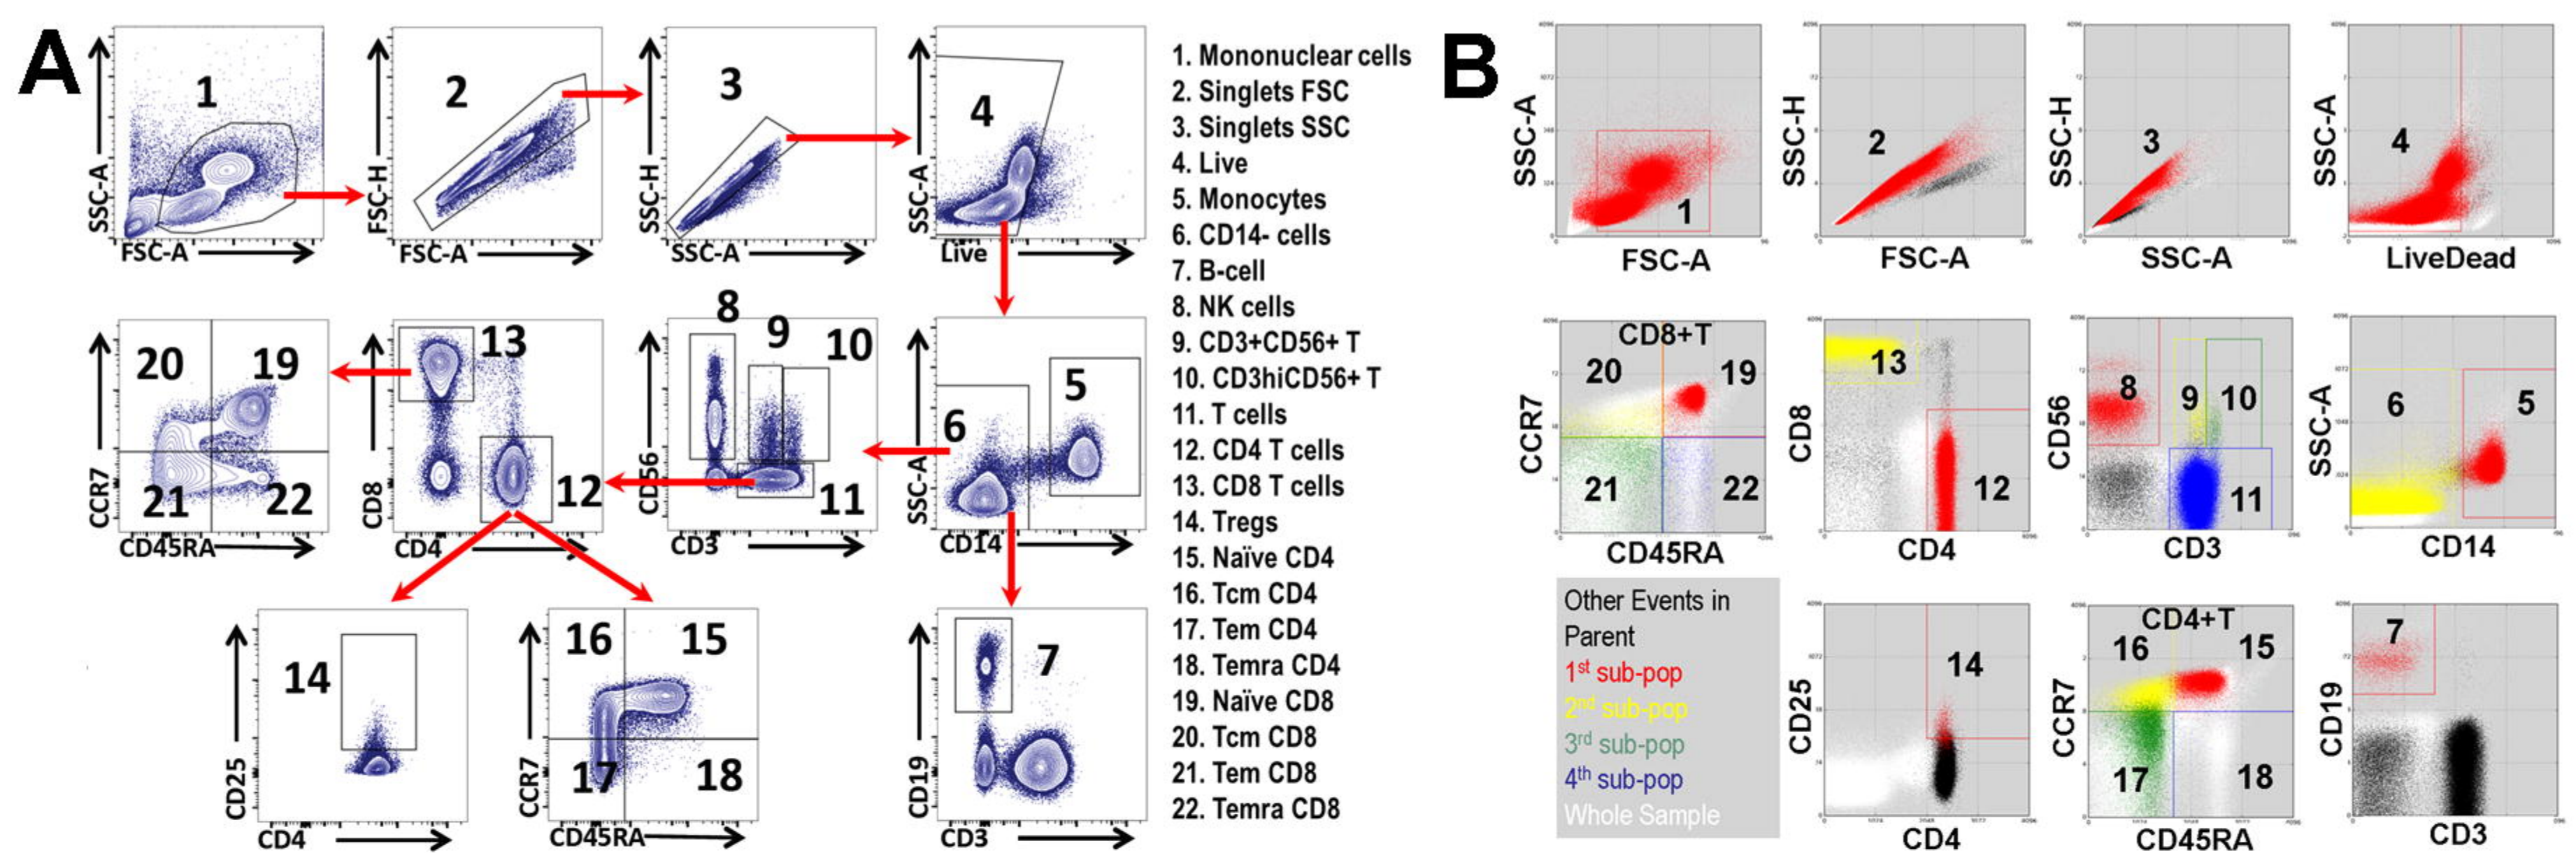 A
1
SSC-A
FSC-A
2
FSC-H
FSC-A
3
SSC-H
SSC-A
4
SSC-A
Live
20
19
21
22
CCR7
CD45RA
13
12
CD8
CD4
8
9
10
11
CD56
CD3
6
5
SSC-A
CD14
14
CD25
CD4
16
15
17
18
CCR7
CD45RA
7
CD19
CD3
1. Mononuclear cells
2. Singlets FSC
3. Singlets SSC
4. Live
5. Monocytes
6. CD14- cells
7. B-cell
8. NK cells
9. CD3+CD56+ T
10. CD3hiCD56+ T
11. T cells
12. CD4 T cells
13. CD8 T cells
14. Tregs
15. Naïve CD4
16. Tcm CD4
17. Tem CD4
18. Temra CD4
19. Naïve CD8
20. Tcm CD8
21. Tem CD8
22. Temra CD8
B
SSC-A
1
FSC-A
SSC-H
2
FSC-A
SSC-H
3
SSC-A
SSC-A
4
LiveDead
CD8+T
20
19
21
22
CCR7
CD45RA
13
12
CD8
CD4
8
9
10
11
CD56
CD3
6
5
SSC-A
CD14
Other Events in
Parent
1st sub-pop
2nd sub-pop
3rd sub-pop
4th sub-pop
Whole Sample
14
CD25
CD4
CD4+T
16
15
17
18
CCR7
CD45RA
7
CD19
CD3